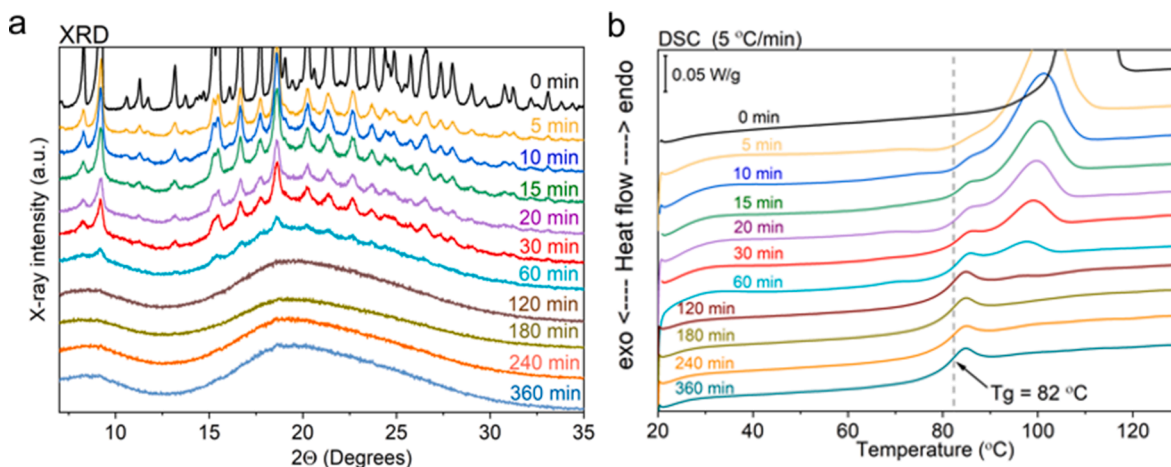 a
XRD
X-ray intensity (a.u.)
0 min
5 min
10 min
15 min
20 min
30 min
60 min
120 min
180 min
240 min
360 min
10 15 20 25 30 35
2Θ (Degrees)
b
DSC (5 °C/min)
0.05 W/g
exo <---- Heat flow ----> endo
0 min
5 min
10 min
15 min
20 min
30 min
60 min
120 min
180 min
240 min
360 min
Tg = 82 °C
20 40 60 80 100 120
Temperature (°C)